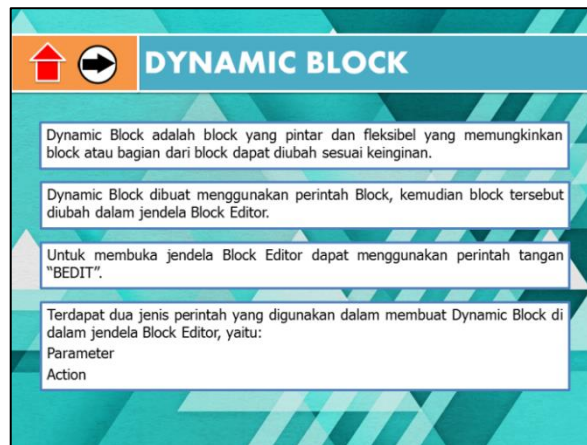 DYNAMIC BLOCK
Dynamic Block adalah block yang pintar dan fleksibel yang memungkinkan
block atau bagian dari block dapat diubah sesuai keinginan.
Dynamic Block dibuat menggunakan perintah Block, kemudian block tersebut
diubah dalam jendela Block Editor.
Untuk membuka jendela Block Editor dapat menggunakan perintah tangan
“BEDIT”.
Terdapat dua jenis perintah yang digunakan dalam membuat Dynamic Block di
dalam jendela Block Editor, yaitu:
Parameter
Action